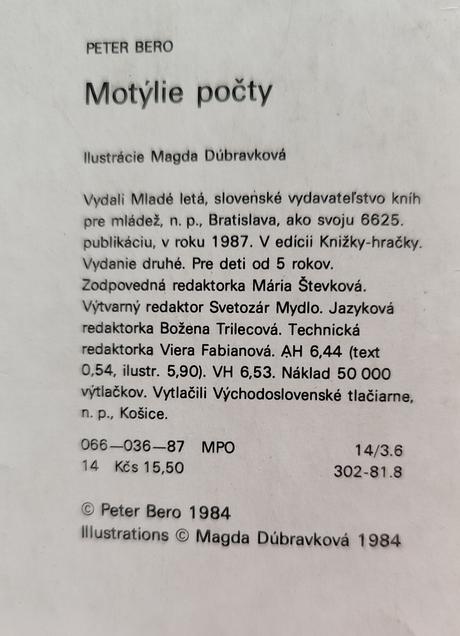 PETER BERO
Motýlie počty
Ilustrácie Magda Dúbravková
Vydali Mladé letá, slovenské vydavateľstvo kníh
pre mládež, n. p., Bratislava, ako svoju 6625.
publikáciu, v roku 1987. V edícii Knižky-hračky.
Vydanie druhé. Pre deti od 5 rokov.
Zodpovedná redaktorka Mária Števková.
Výtvarný redaktor Svetozár Mydlo. Jazyková
redaktorka Božena Trilecová. Technická
redaktorka Viera Fabianová. AH 6,44 (text
0,54, ilustr. 5,90). VH 6,53. Náklad 50 000
výtlačkov. Vytlačili Východoslovenské tlačiarne,
n. p., Košice.
066—036—87 MPO 14/3.6
14 Kčs 15,50 302-81.8
© Peter Bero 1984
Illustrations © Magda Dúbravková 1984